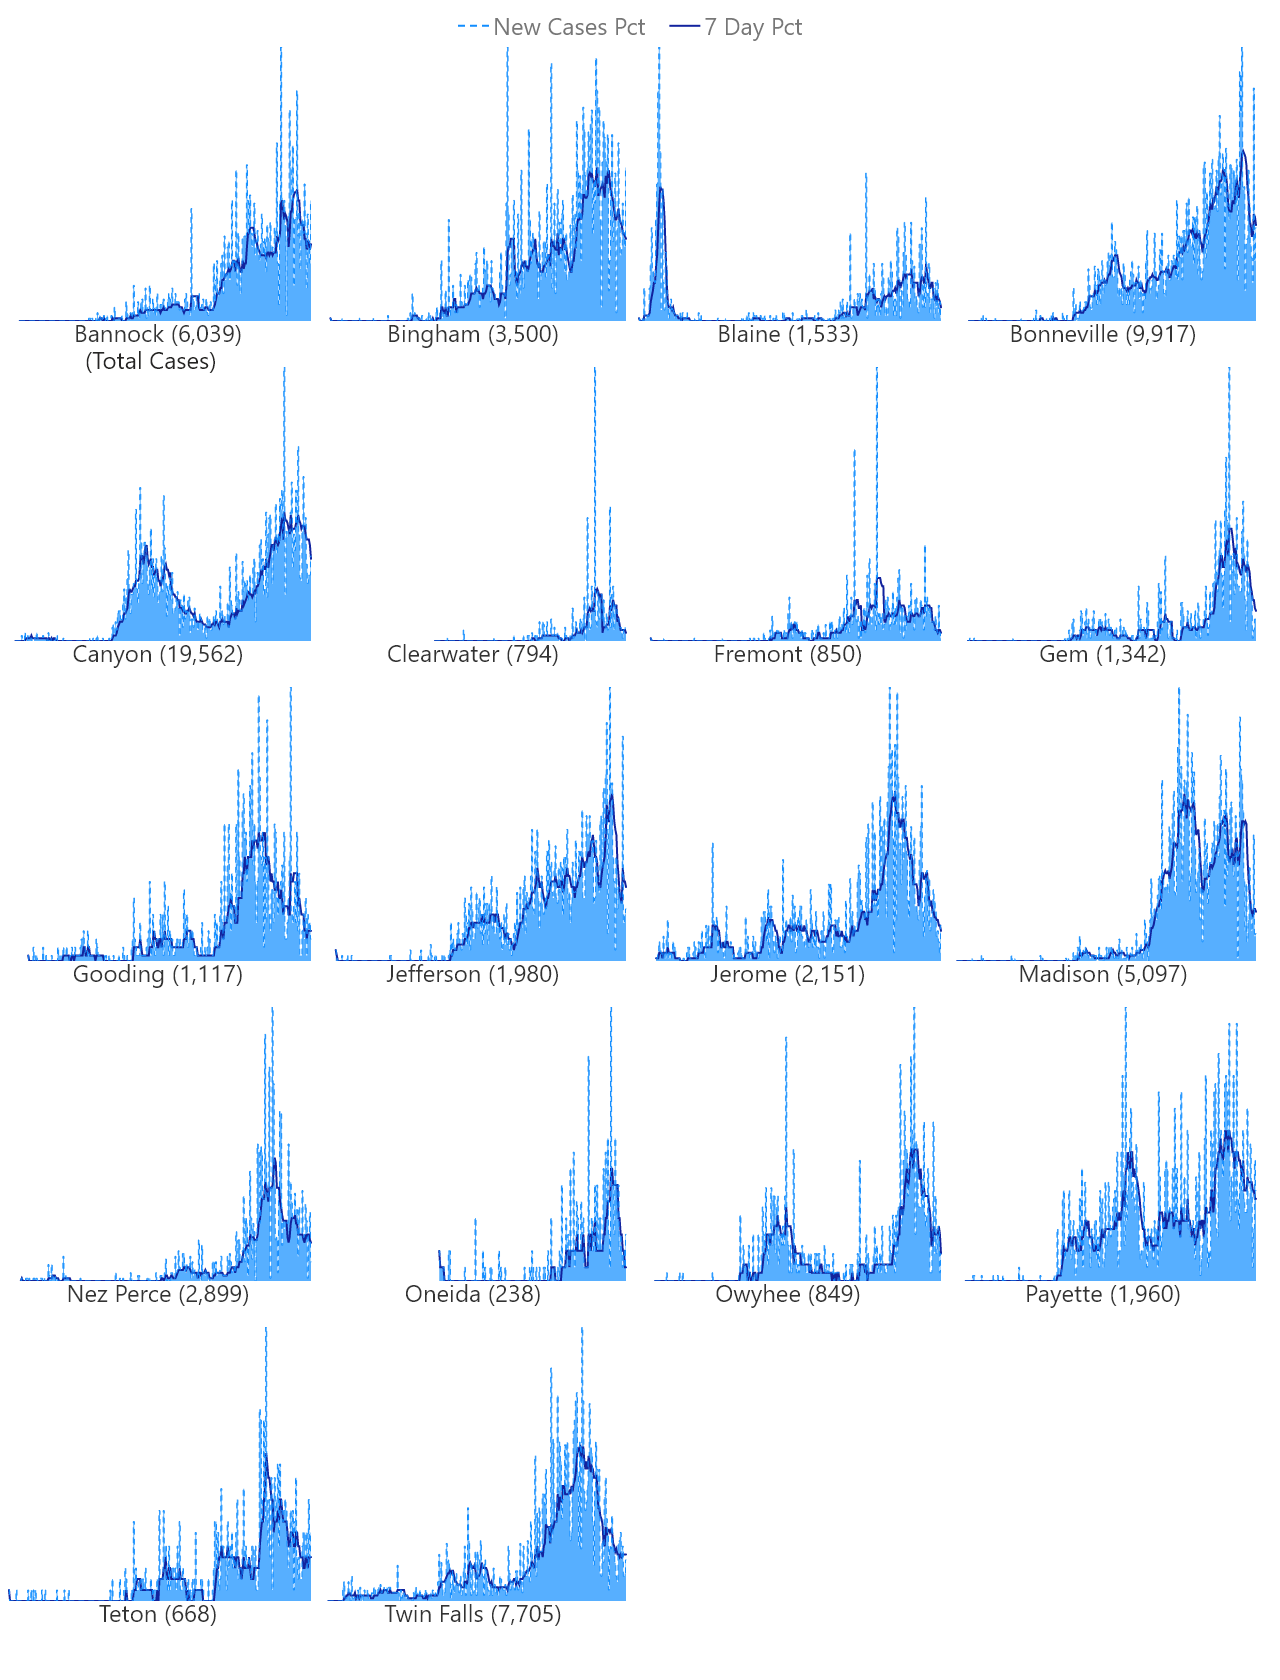 New Cases Pct 7 Day Pct
Bannock (6,039)
(Total Cases)
Bingham (3,500)
Blaine (1,533)
Bonneville (9,917)
Canyon (19,562)
Clearwater (794)
Fremont (850)
Gem (1,342)
Gooding (1,117)
Jefferson (1,980)
Jerome (2,151)
Madison (5,097)
Nez Perce (2,899)
Oneida (238)
Owyhee (849)
Payette (1,960)
Teton (668)
Twin Falls (7,705)